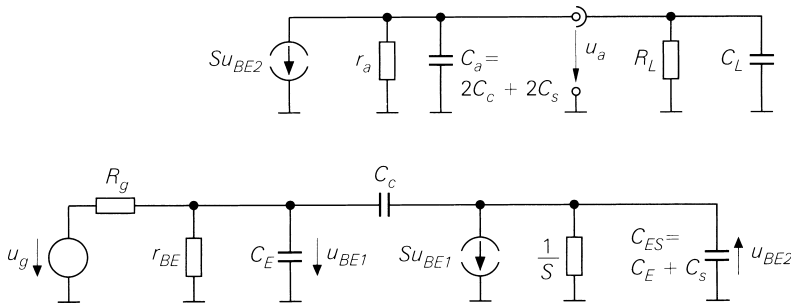 Su_BE2
r_a
C_a=
2C_c + 2C_s
u_a
R_L
C_L
R_g
C_c
u_g
r_BE
C_E
u_BE1
Su_BE1
1
S
C_ES=
C_E + C_s
u_BE2